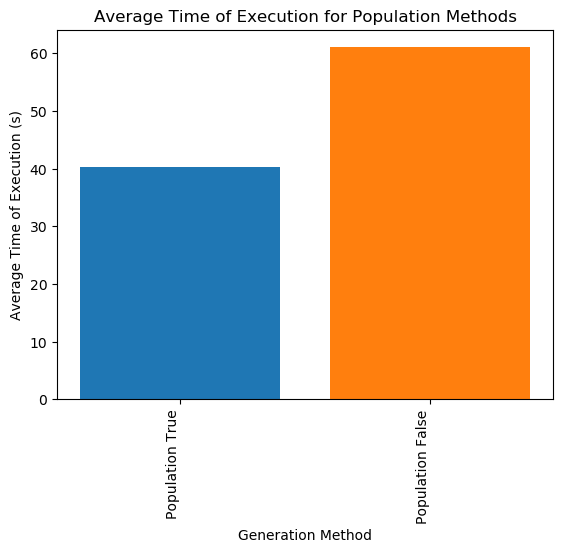 Average Time of Execution for Population Methods
Average Time of Execution (s)
60
50
40
30
20
10
0
Population True
Population False
Generation Method